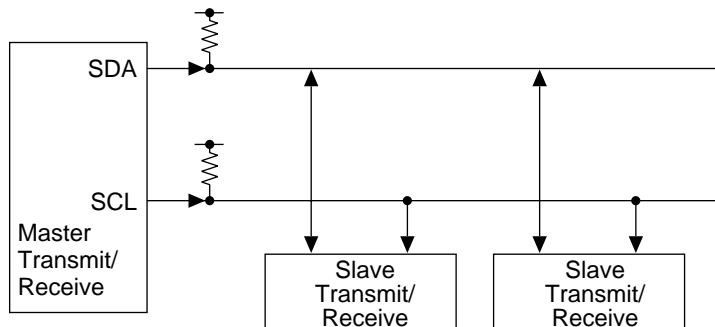 SDA
SCL
Master
Transmit/
Receive
Slave
Transmit/
Receive
Slave
Transmit/
Receive